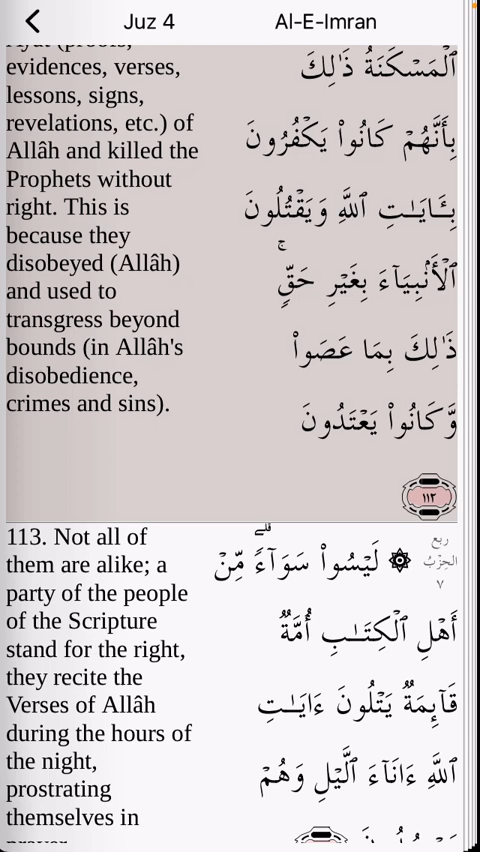 Juz 4
Al-E-Imran
Ayat (proofs,
evidences, verses,
lessons, signs,
revelations, etc.) of
Allâh and killed the
Prophets without
right. This is
because they
disobeyed (Allâh)
and used to
transgress beyond
bounds (in Allâh's
disobedience,
crimes and sins).
ٱلۡمَسۡكَنَةُ ذَٰلِكَ
بِأَنَّهُمۡ كَانُواْ يَكۡفُرُونَ
بِـَٔايَٰتِ ٱللَّهِ وَيَقۡتُلُونَ
ٱلۡأَنۢبِيَآءَ بِغَيۡرِ حَقّٖۚ
ذَٰلِكَ بِمَا عَصَواْ
وَّكَانُواْ يَعۡتَدُونَ
١١٢
113. Not all of
them are alike; a
party of the people
of the Scripture
stand for the right,
they recite the
Verses of Allâh
during the hours of
the night,
prostrating
themselves in
prayer
ربع
الحزب
٧
۞ لَيۡسُواْ سَوَآءٗۗ مِّنۡ
أَهۡلِ ٱلۡكِتَٰبِ أُمَّةٞ
قَآئِمَةٞ يَتۡلُونَ ءَايَٰتِ
ٱللَّهِ ءَانَآءَ ٱلَّيۡلِ وَهُمۡ